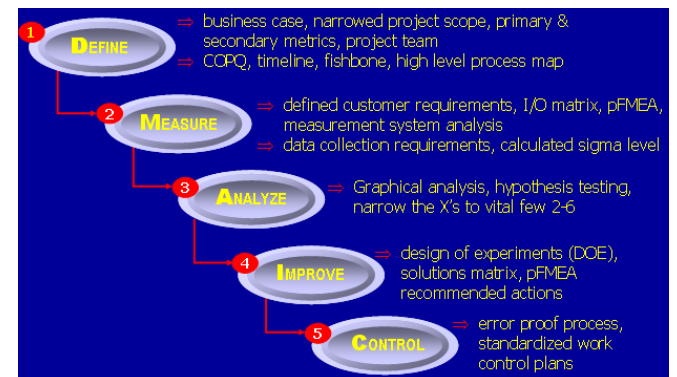 1
DEFINE
⇒ business case, narrowed project scope, primary &
secondary metrics, project team
⇒ COPQ, timeline, fishbone, high level process map
2
MEASURE
⇒ defined customer requirements, I/O matrix, pFMEA,
measurement system analysis
⇒ data collection requirements, calculated sigma level
3
ANALYZE
⇒ Graphical analysis, hypothesis testing,
narrow the X's to vital few 2-6
4
IMPROVE
⇒ design of experiments (DOE),
solutions matrix, pFMEA
recommended actions
5
CONTROL
⇒ error proof process,
standardized work
control plans